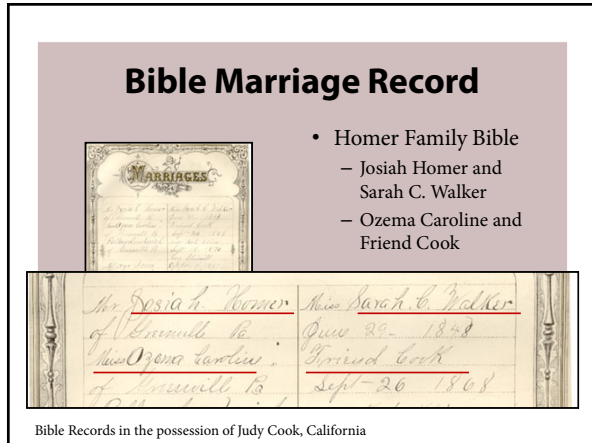 Bible Marriage Record
• Homer Family Bible
– Josiah Homer and
Sarah C. Walker
– Ozema Caroline and
Friend Cook
MARRIAGES
Mr Josiah Homer Miss Sarah. C. Walker
of Greenville Pa June 29- 1848
Miss Ozema Caroline Friend Cook
of Greenville Pa Sept-26 1868
Bible Records in the possession of Judy Cook, California